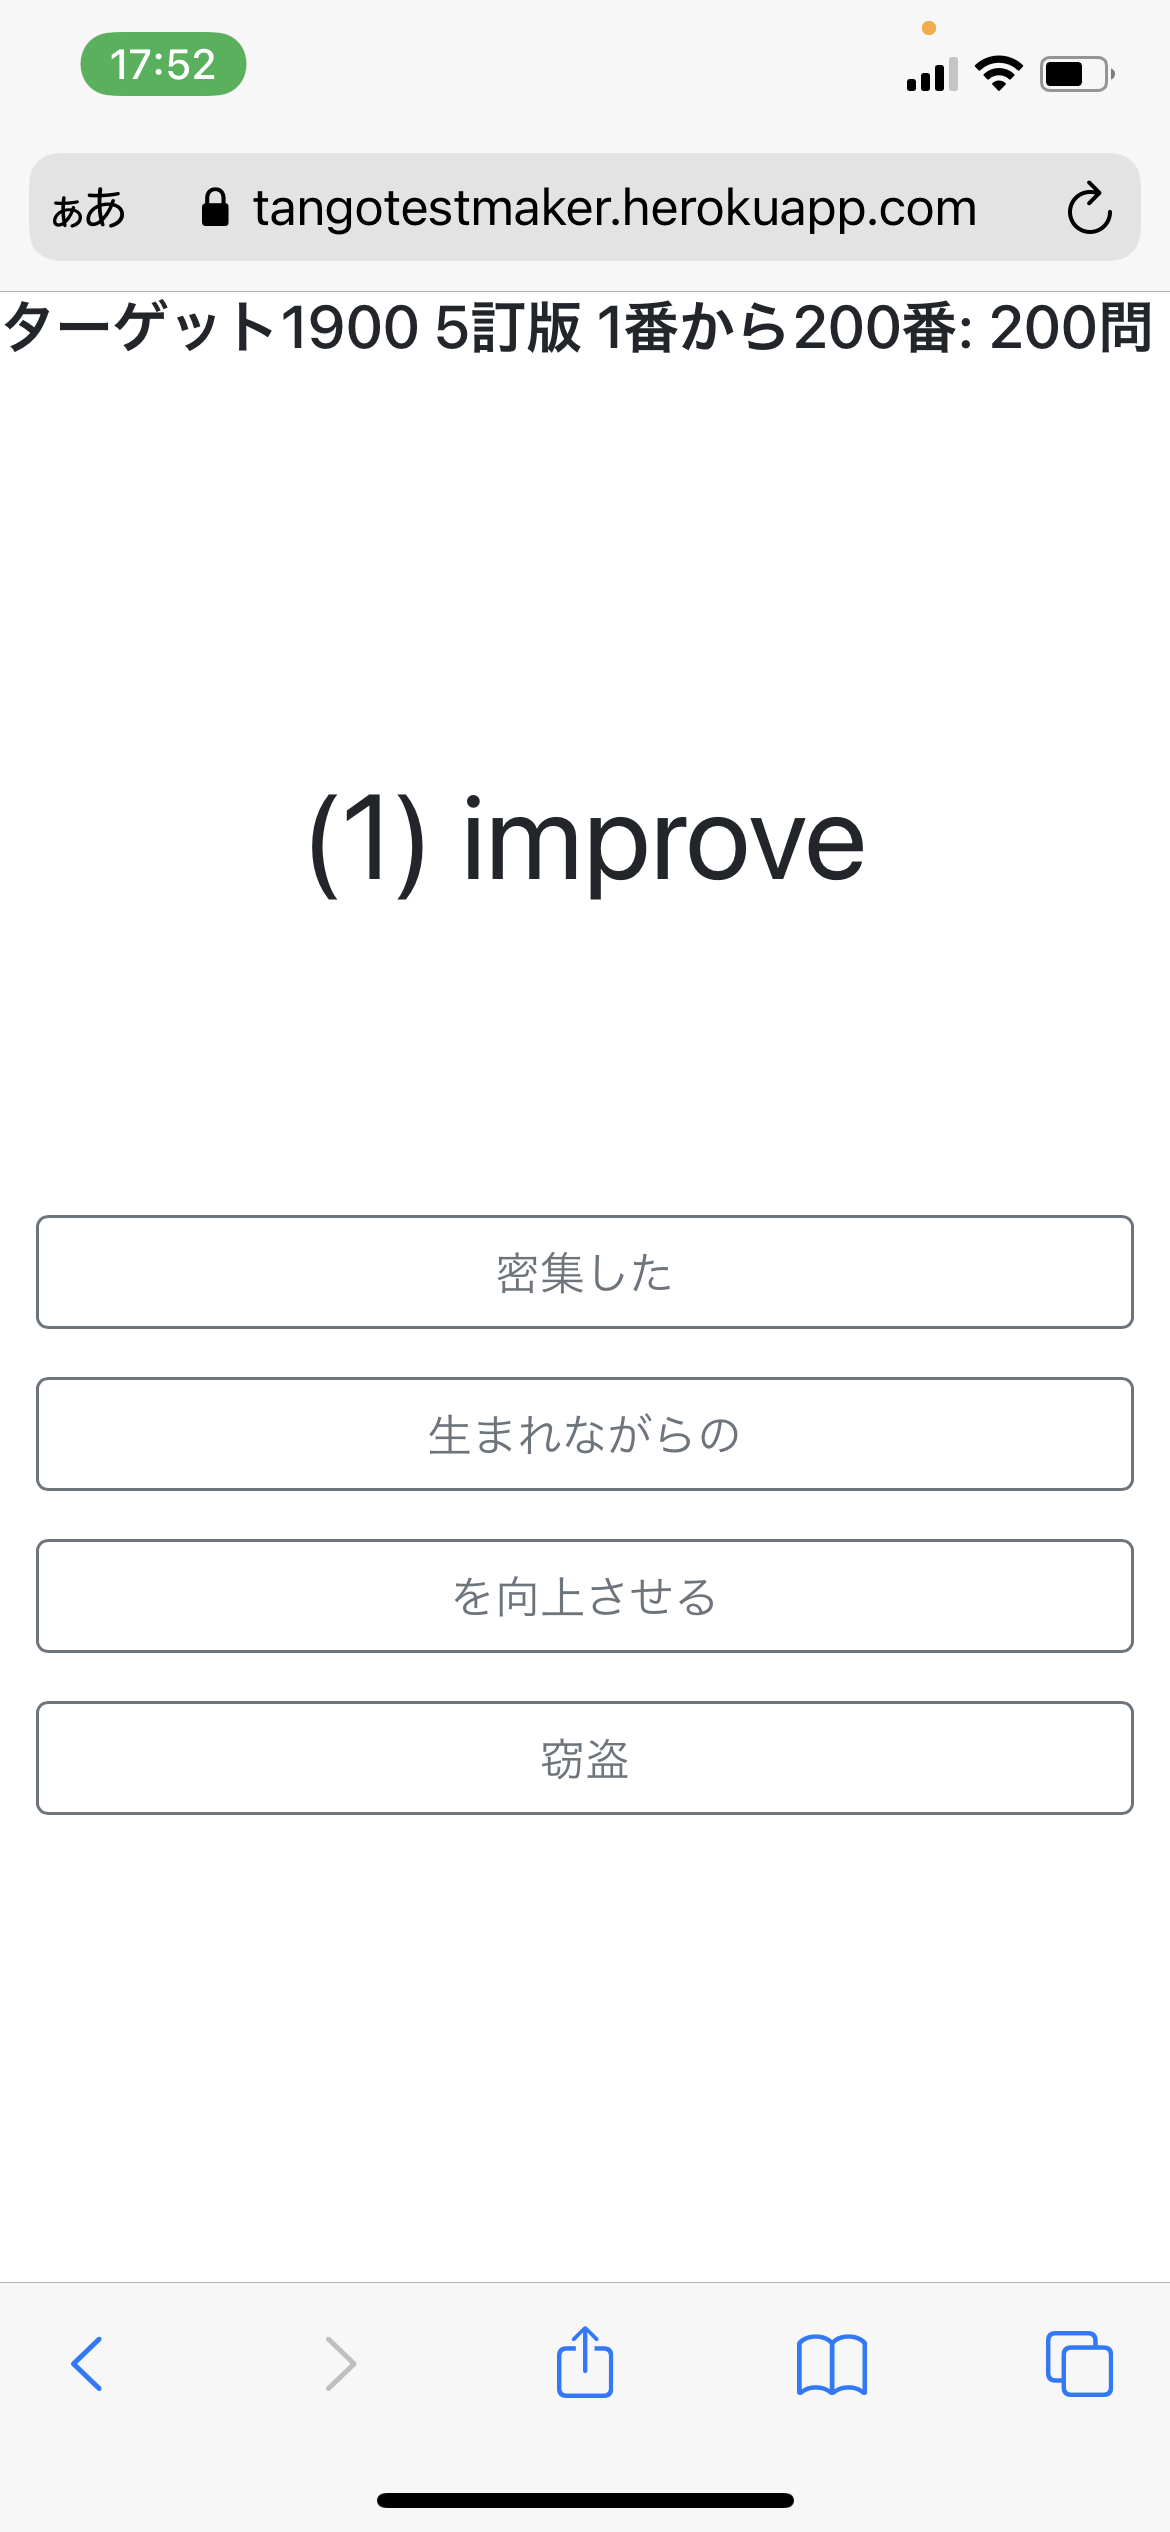 17:52
ぁあ tangotestmaker.herokuapp.com
ターゲット1900 5訂版 1番から200番: 200問
(1) improve
密集した
生まれながらの
を向上させる
窃盗